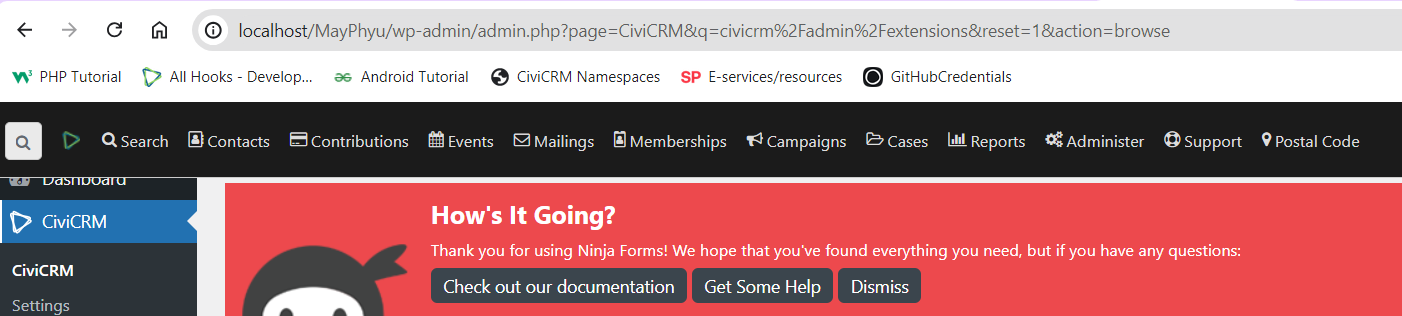 localhost/MayPhyu/wp-admin/admin.php?page=CiviCRM&q=civicrm%2Fadmin%2Fextensions&reset=1&action=browse
PHP Tutorial All Hooks - Develop... Android Tutorial CiviCRM Namespaces SP E-services/resources GitHubCredentials
Search Contacts Contributions Events Mailings Memberships Campaigns Cases Reports Administer Support Postal Code
Dashboard
CiviCRM
CiviCRM
Settings
How's It Going?
Thank you for using Ninja Forms! We hope that you've found everything you need, but if you have any questions:
Check out our documentation Get Some Help Dismiss